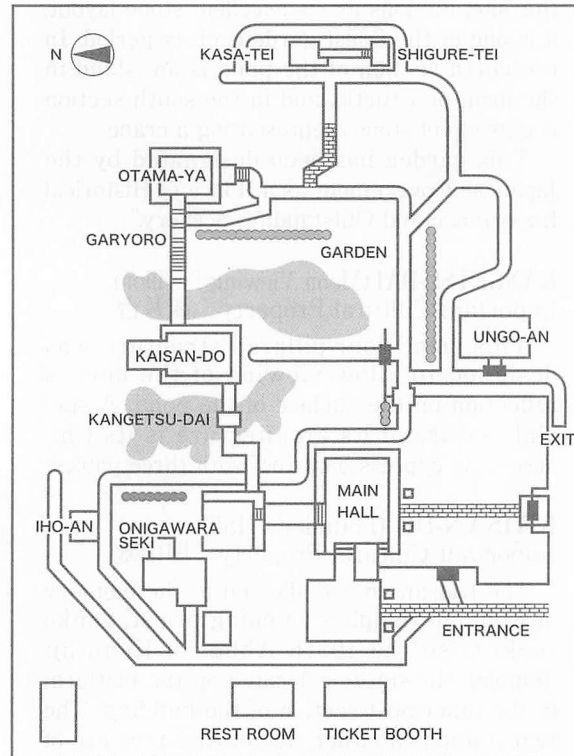 KASA-TEI
SHIGURE-TEI
OTAMA-YA
GARYORO
GARDEN
UNGO-AN
KAISAN-DO
KANGETSU-DAI
EXIT
MAIN
HALL
IHO-AN
ONIGAWARA
SEKI
ENTRANCE
REST ROOM
TICKET BOOTH